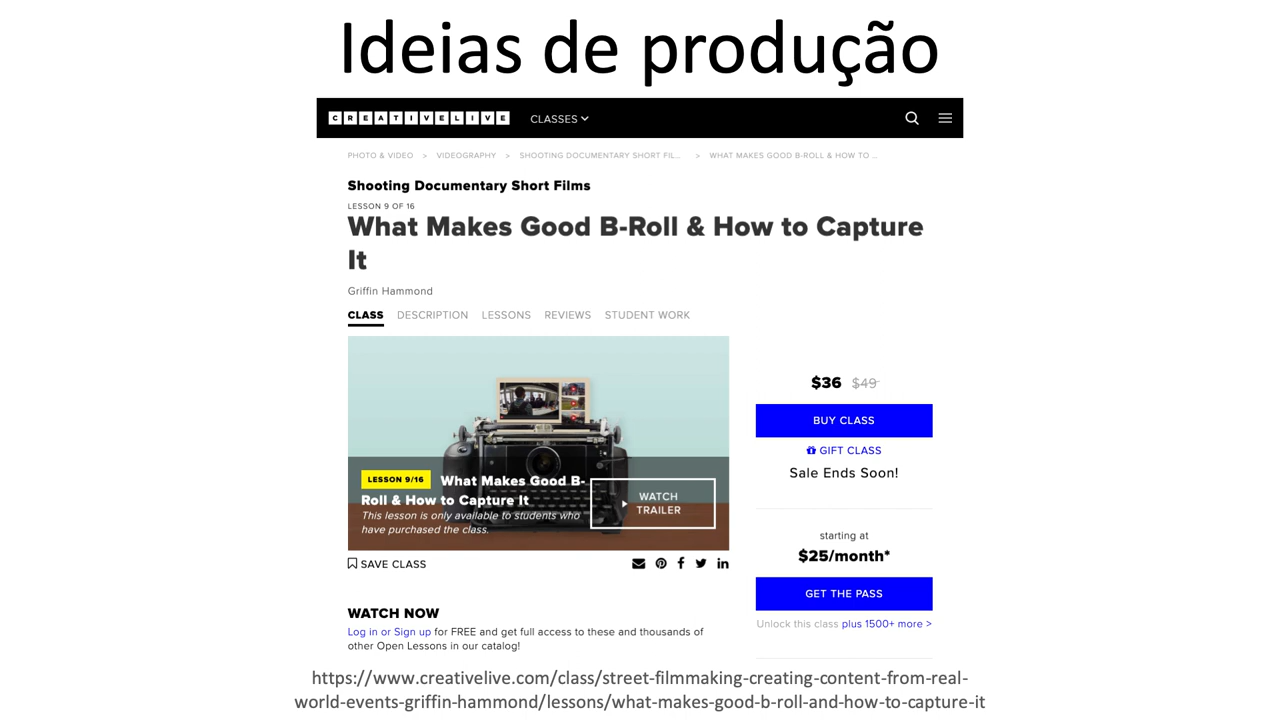 Ideias de produção
CREATIVELIVE CLASSES
PHOTO & VIDEO > VIDEOGRAPHY > SHOOTING DOCUMENTARY SHORT FIL... > WHAT MAKES GOOD B-ROLL & HOW TO ...
Shooting Documentary Short Films
LESSON 9 OF 16
What Makes Good B-Roll & How to Capture
It
Griffin Hammond
CLASS DESCRIPTION LESSONS REVIEWS STUDENT WORK
LESSON 9/16 What Makes Good B-
Roll & How to Capture It
This lesson is only available to students who
have purchased the class.
WATCH
TRAILER
$36 $49
BUY CLASS
GIFT CLASS
Sale Ends Soon!
starting at
$25/month*
GET THE PASS
Unlock this class plus 1500+ more >
SAVE CLASS
WATCH NOW
Log in or Sign up for FREE and get full access to these and thousands of
other Open Lessons in our catalog!
https://www.creativelive.com/class/street-filmmaking-creating-content-from-real-
world-events-griffin-hammond/lessons/what-makes-good-b-roll-and-how-to-capture-it